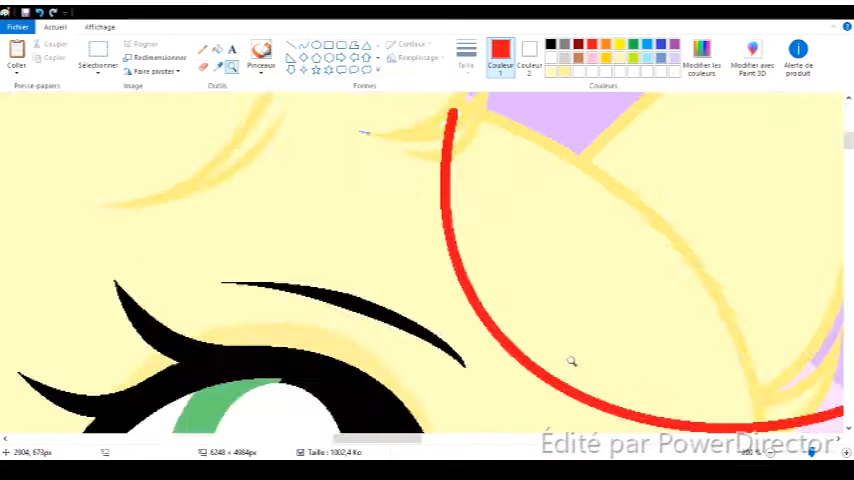 Fichier Accueil Affichage
Coller
Couper
Copier
Presse-papiers
Sélectionner
Rogner
Redimensionner
Faire pivoter
Image
A
Outils
Pinceaux
Contour
Remplissage
Formes
Taille
Couleur 1
Couleur 2
Modifier les couleurs
Couleurs
Modifier avec Paint 3D
Alerte de produit
2904, 673px
6248 × 4984px
Taille : 1002,4 Ko
Édité par PowerDirector